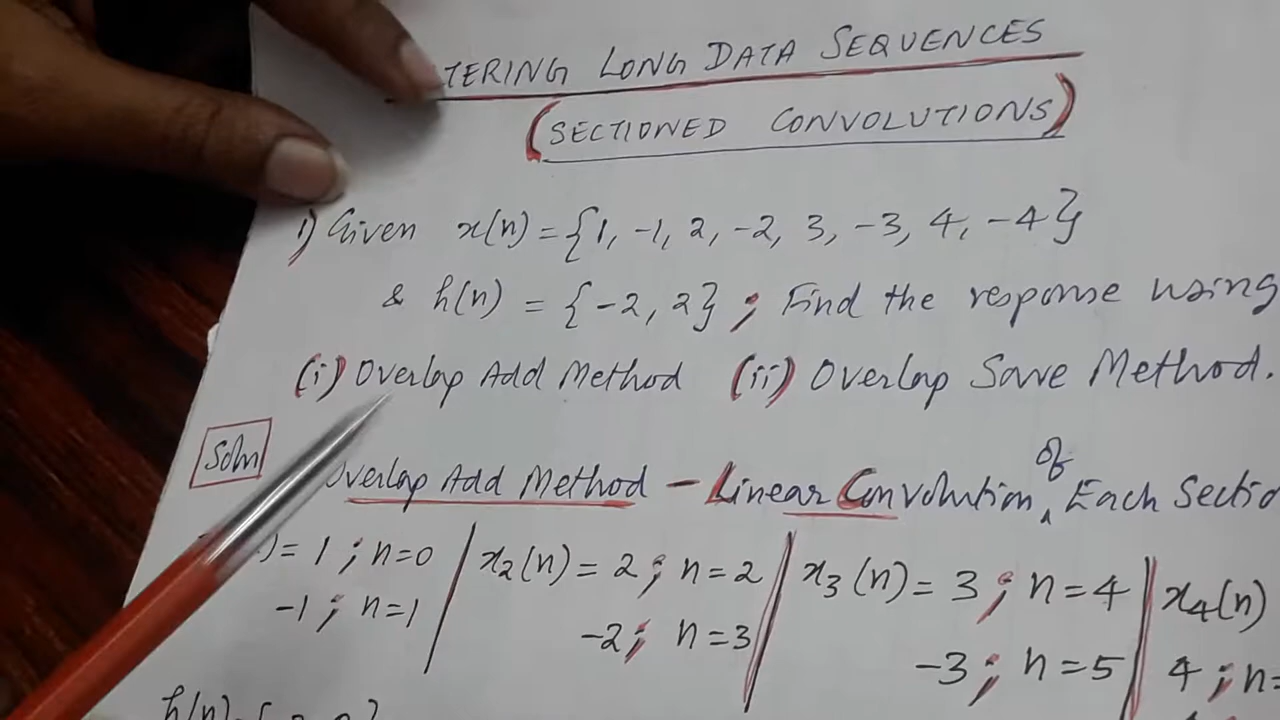 TERING LONG DATA SEQUENCES
(SECTIONED CONVOLUTIONS)
1) Given x(n) = {1, -1, 2, -2, 3, -3, 4, -4}
& h(n) = {-2, 2} ; Find the response using
(i) Overlap Add Method (ii) Overlap Save Method.
Soln
Overlap Add Method - Linear Convolution of Each Sectio
)= 1 ; n=0 | x2(n) = 2 ; n=2 | x3(n) = 3 ; n=4 | x4(n)
-1 ; n=1 -2 ; n=3 -3 ; n=5 4 ; n=
h(n)